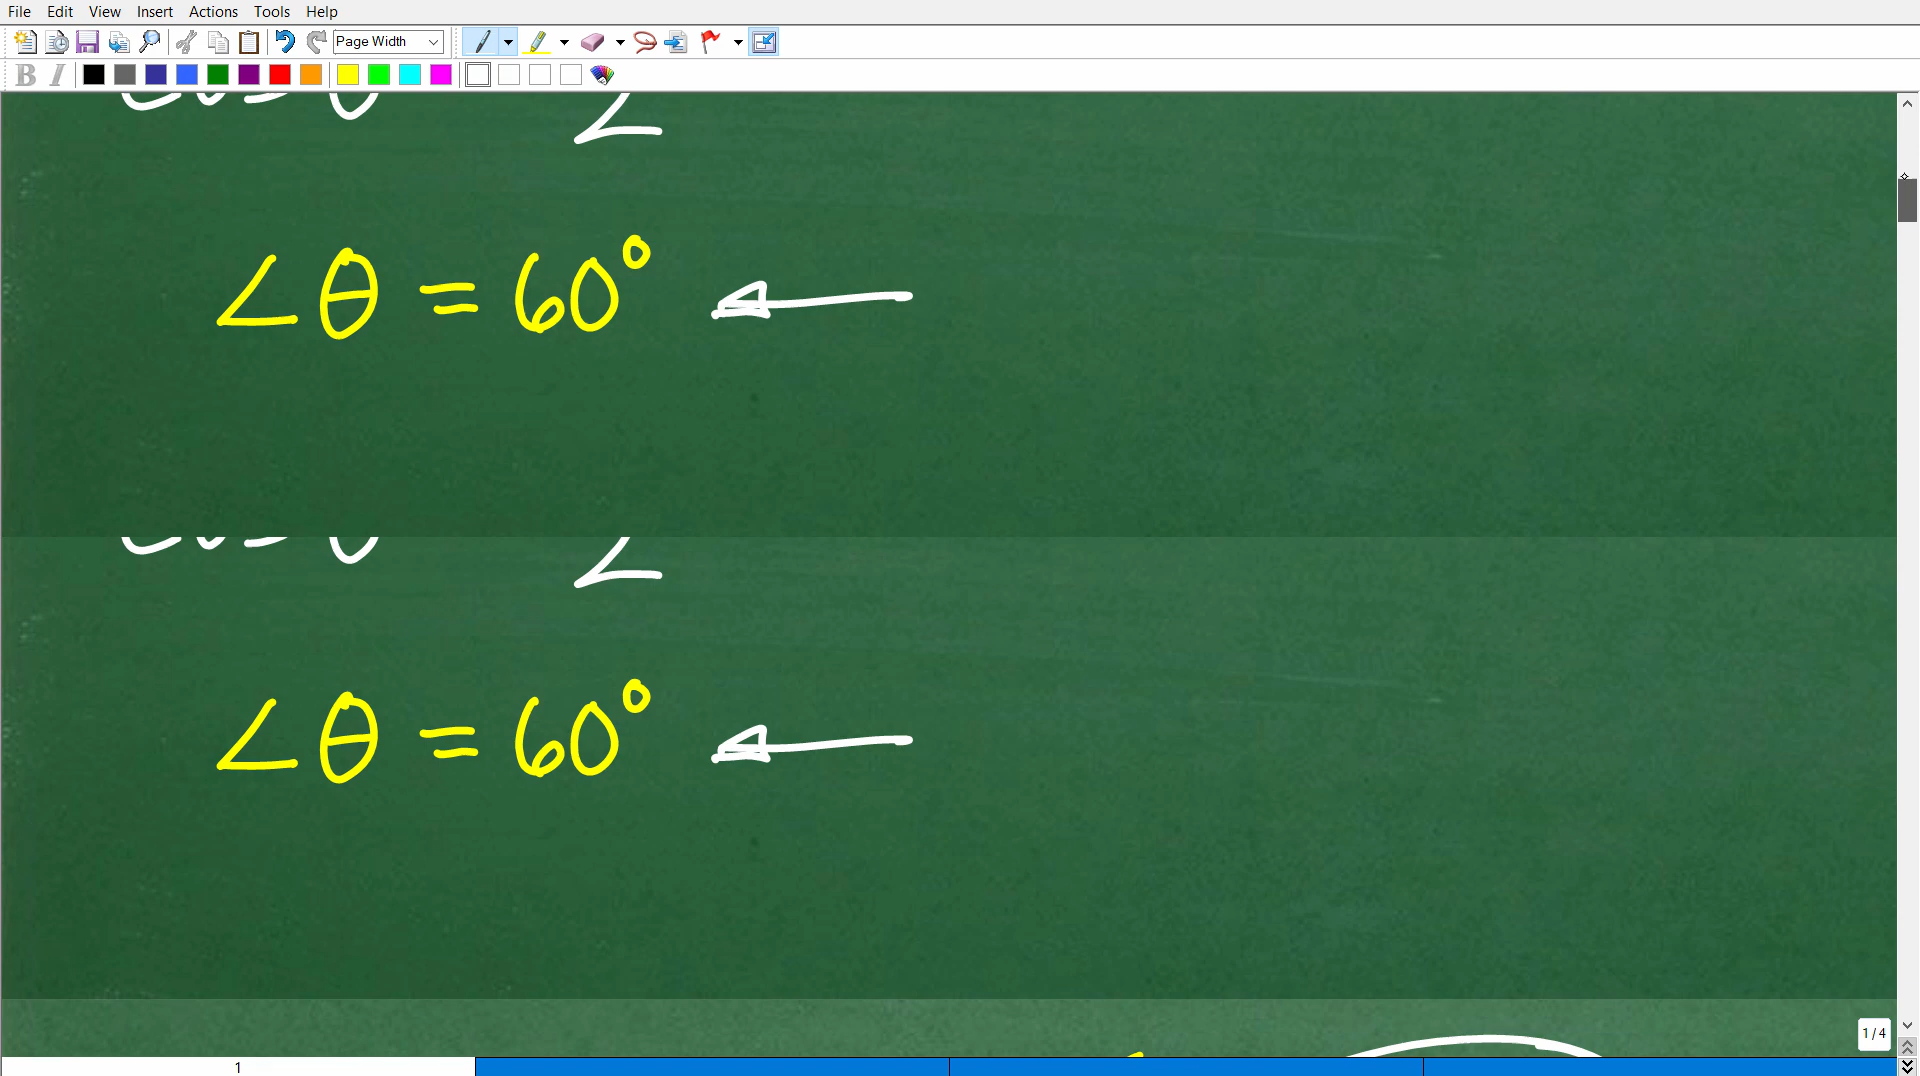 File Edit View Insert Actions Tools Help
Page Width
B I
∠θ = 60°
∠θ = 60°
1 / 4
1